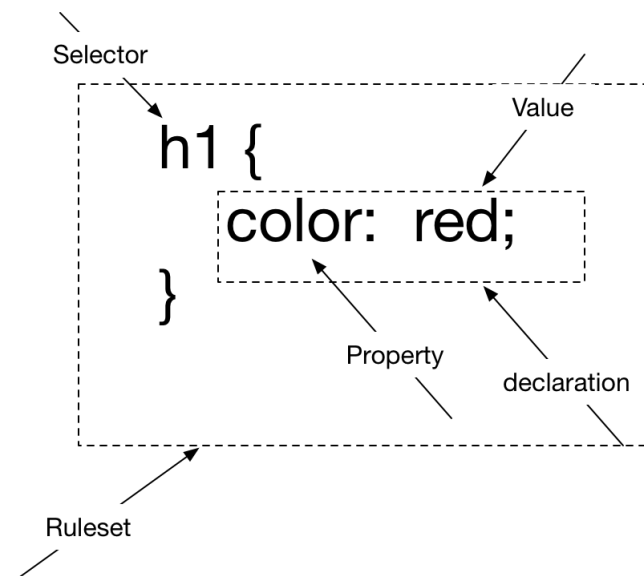 Selector
Value
h1 {
color: red;
}
Property
declaration
Ruleset